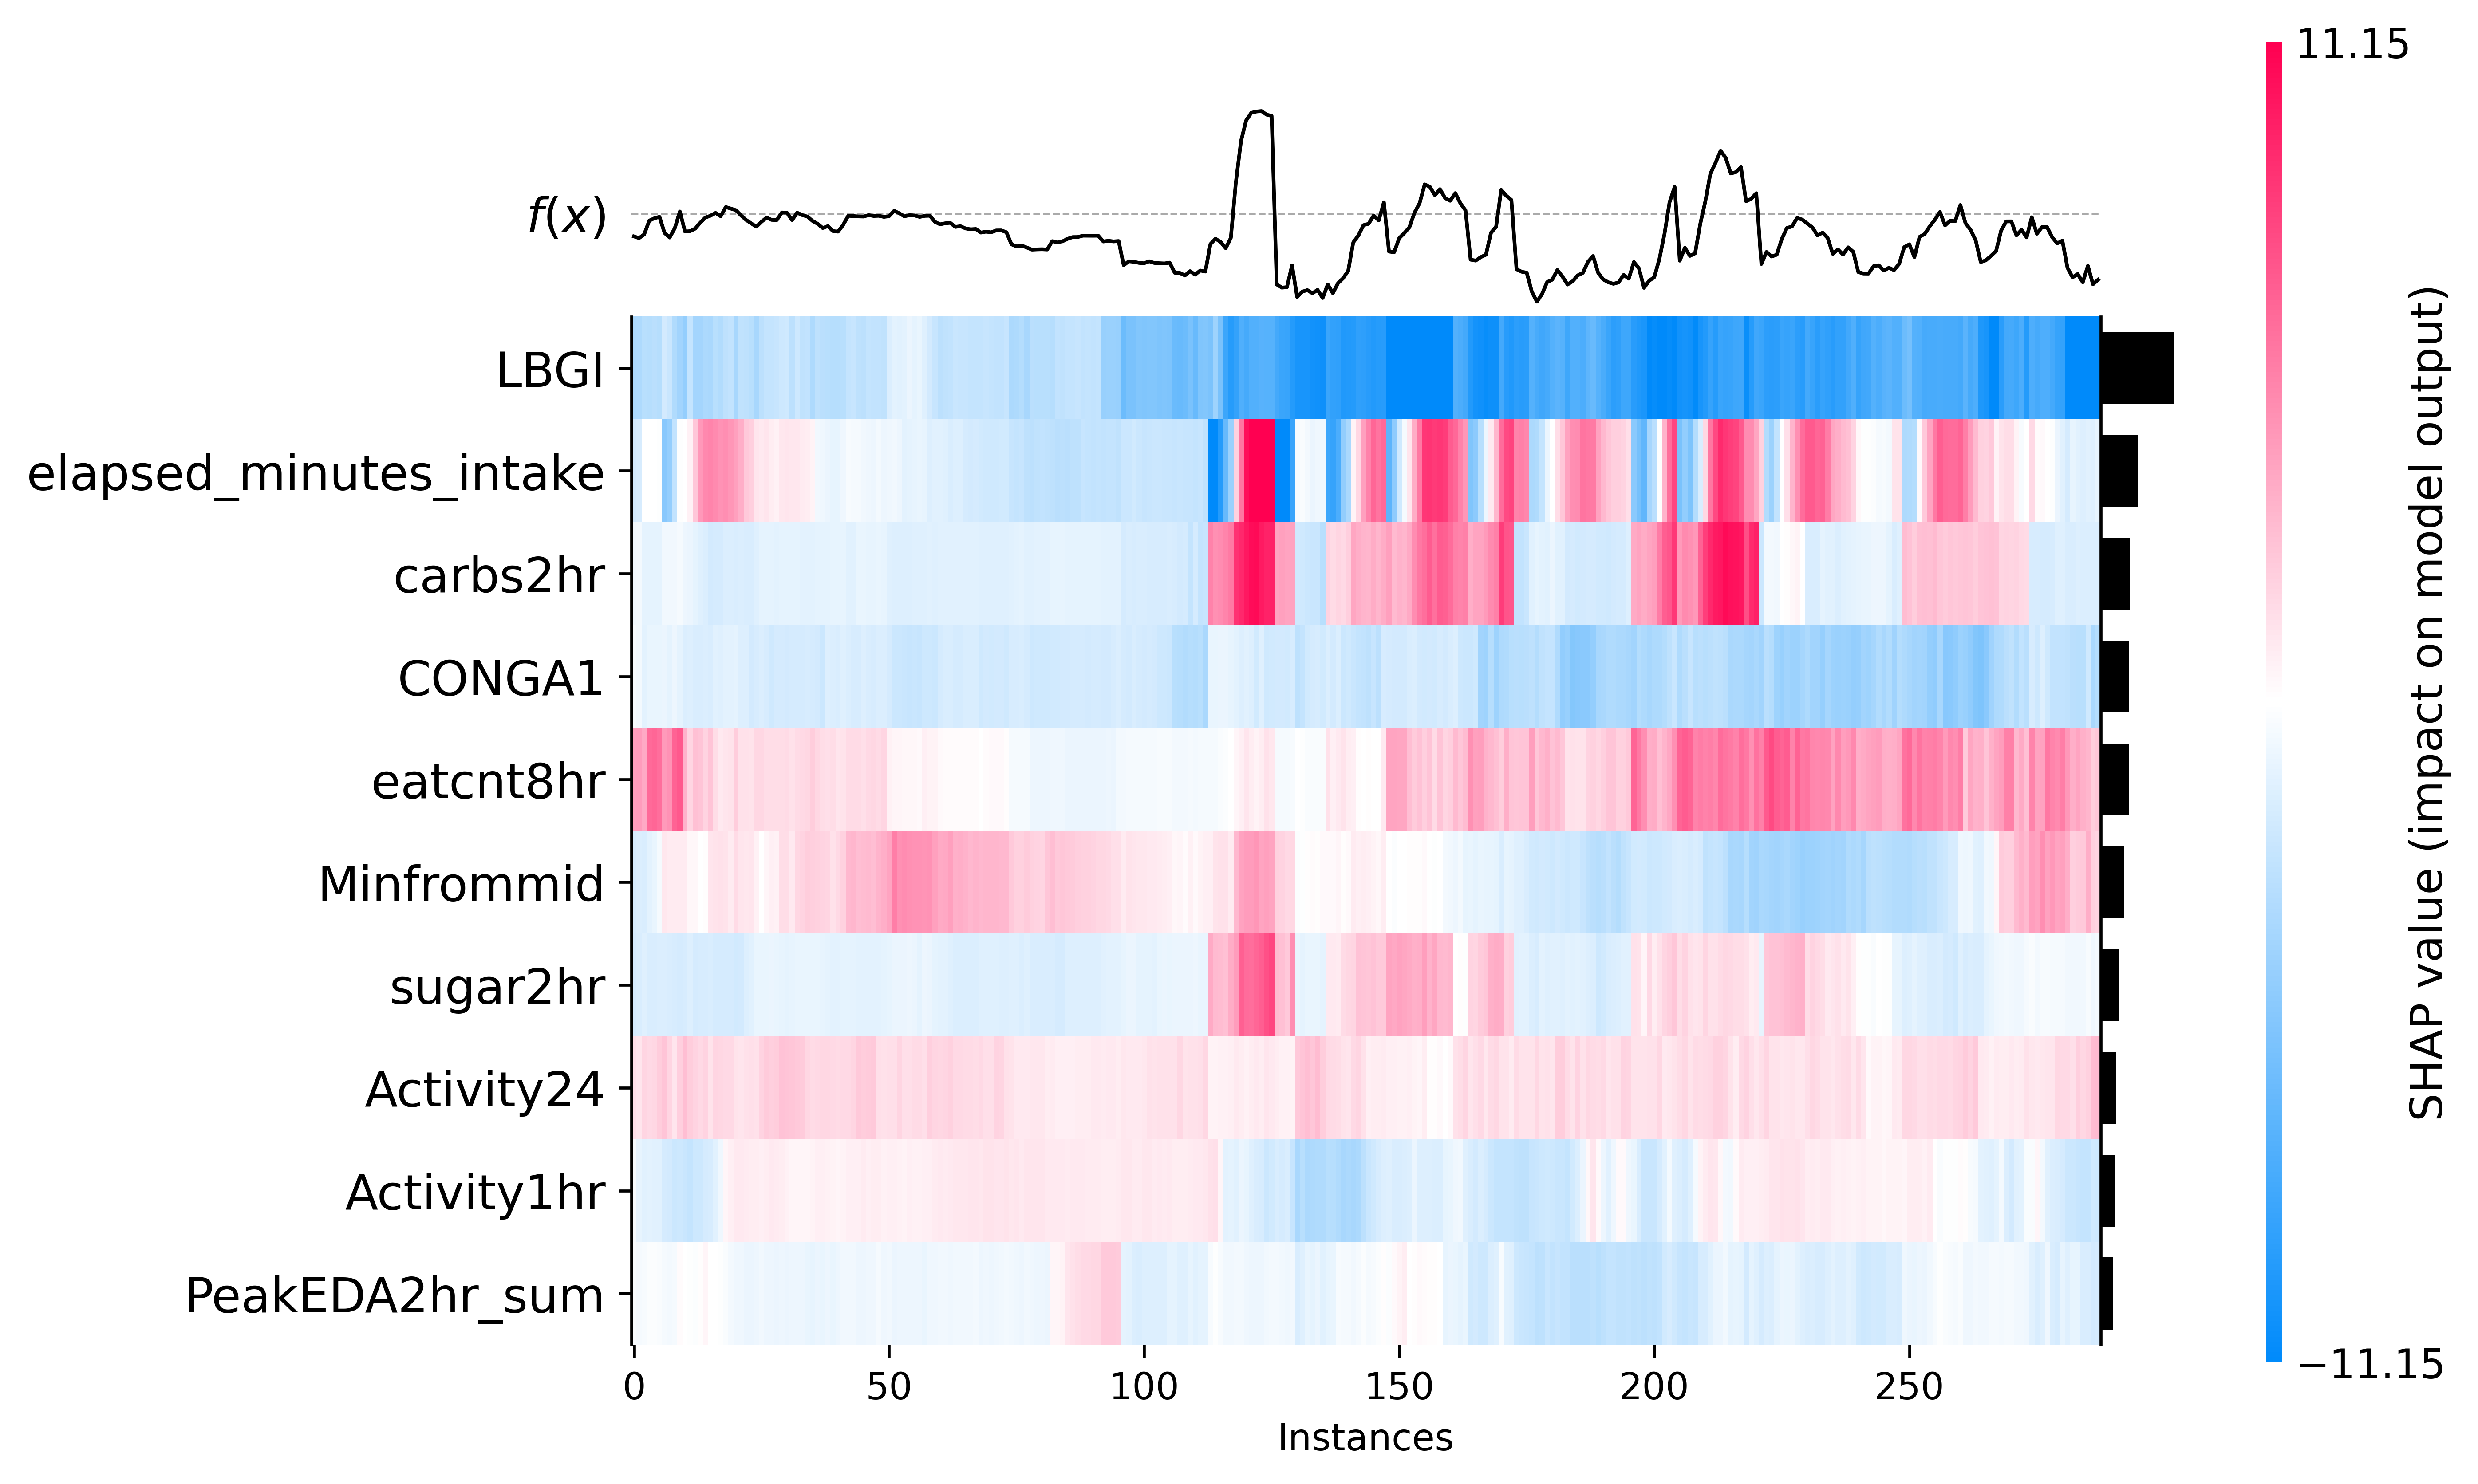 11.15
f(x)
LBGI
elapsed_minutes_intake
carbs2hr
CONGA1
eatcnt8hr
Minfrommid
sugar2hr
Activity24
Activity1hr
PeakEDA2hr_sum
0 50 100 150 200 250
Instances
−11.15
SHAP value (impact on model output)